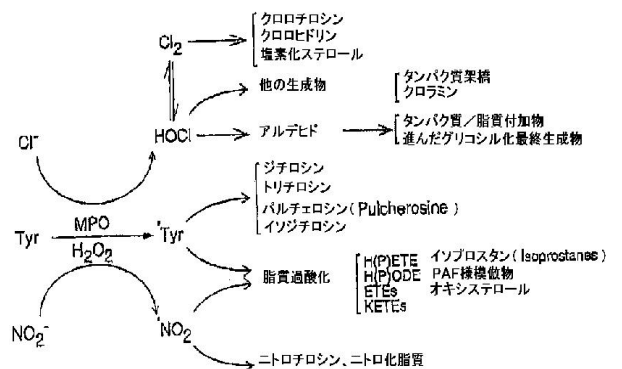 クロロチロシン
クロロヒドリン
塩素化ステロール
Cl2
他の生成物
タンパク質架橋
クロラミン
HOCl
アルデヒド
タンパク質／脂質付加物
進んだグリコシル化最終生成物
Cl-
ジチロシン
トリチロシン
パルチェロシン（Pulcherosine）
イソジチロシン
Tyr
MPO
H2O2
•Tyr
脂質過酸化
H(P)ETE イソプロスタン（Isoprostanes）
H(P)ODE PAF様模倣物
ETEs オキシステロール
KETEs
NO2-
•NO2
ニトロチロシン、ニトロ化脂質